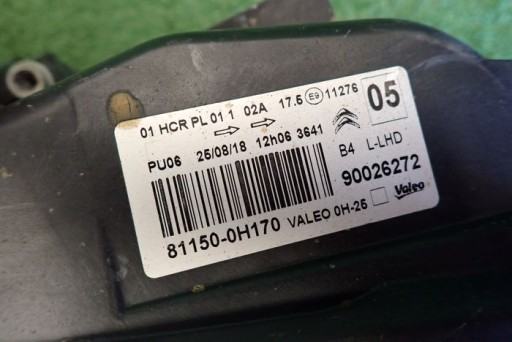 01 HCR PL 01 1 02A 17.5 E9 11276 05
PU06 25/08/18 12h06 3641 B4 L-LHD
90026272
81150-0H170 VALEO 0H-26 Valeo